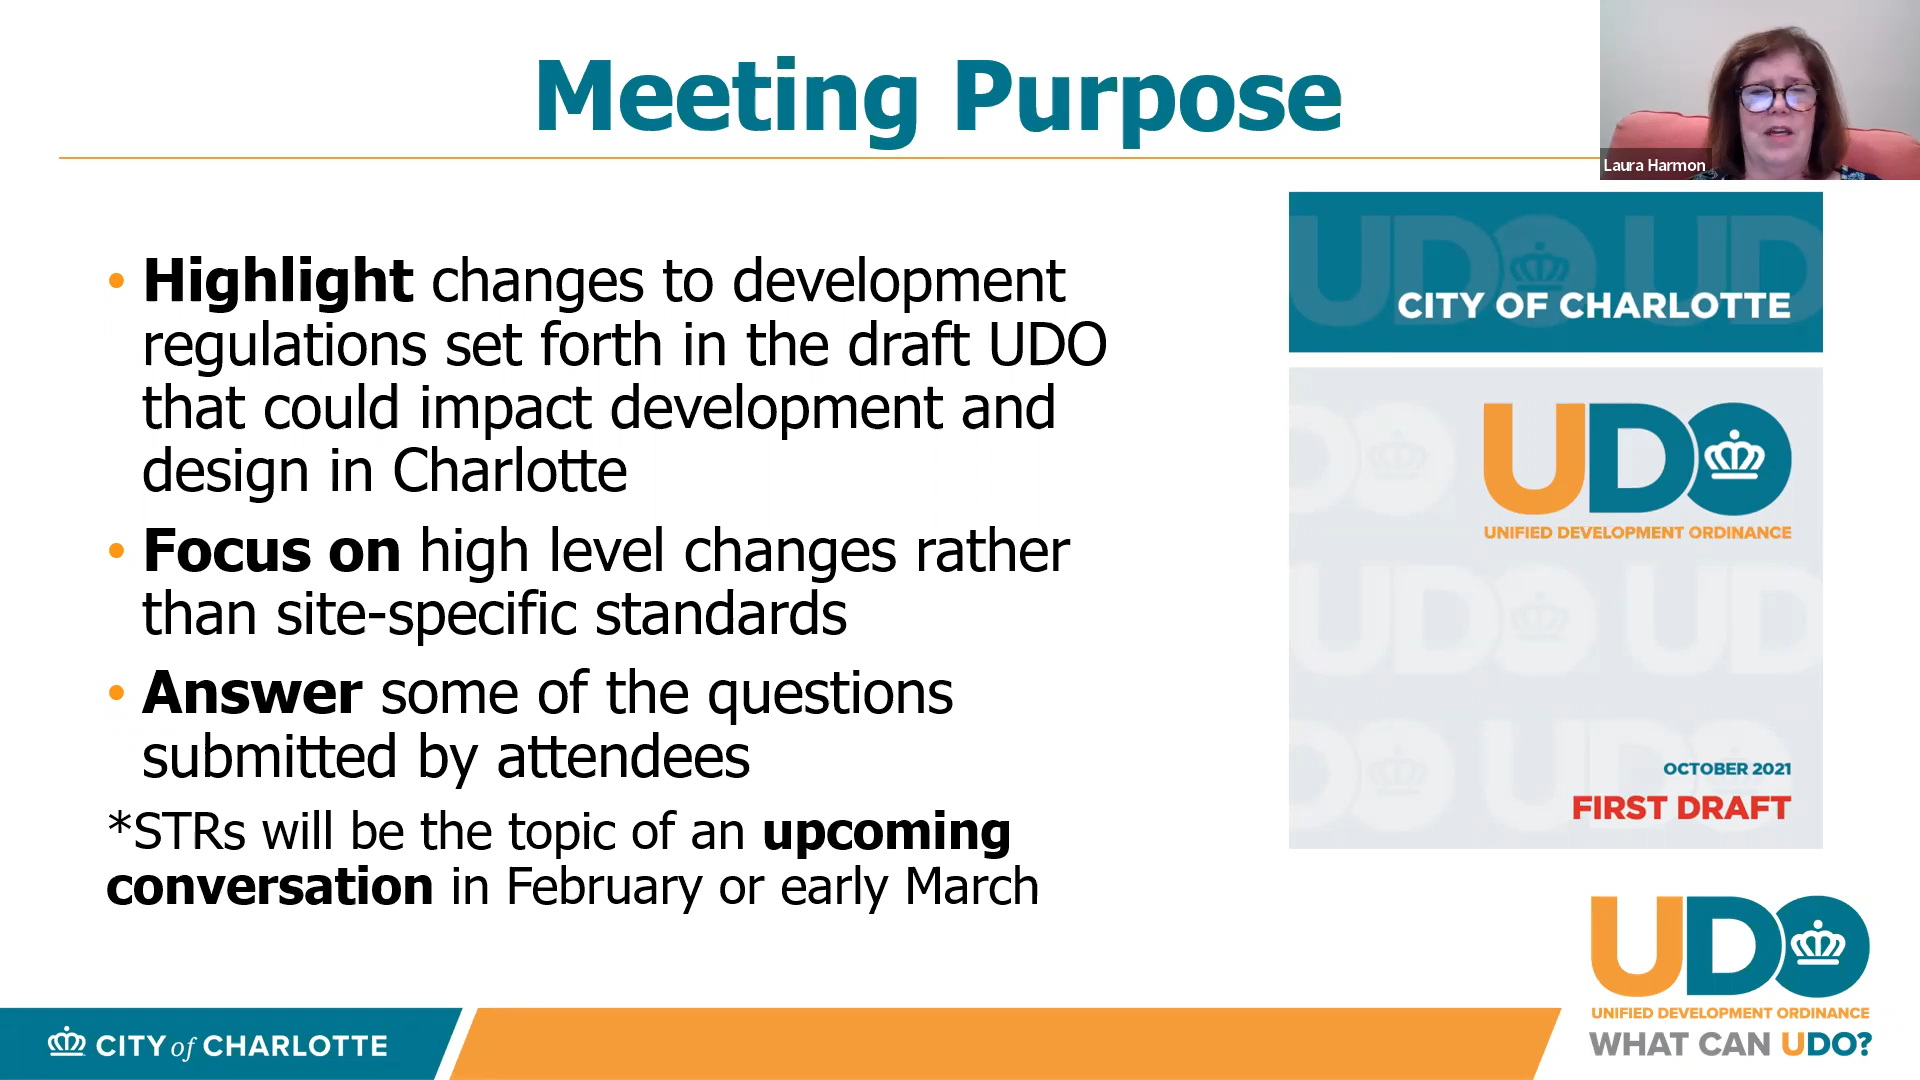 Meeting Purpose
Laura Harmon
• Highlight changes to development
regulations set forth in the draft UDO
that could impact development and
design in Charlotte
• Focus on high level changes rather
than site-specific standards
• Answer some of the questions
submitted by attendees
*STRs will be the topic of an upcoming
conversation in February or early March
CITY OF CHARLOTTE
UDO
UNIFIED DEVELOPMENT ORDINANCE
OCTOBER 2021
FIRST DRAFT
CITY of CHARLOTTE
UDO
UNIFIED DEVELOPMENT ORDINANCE
WHAT CAN UDO?